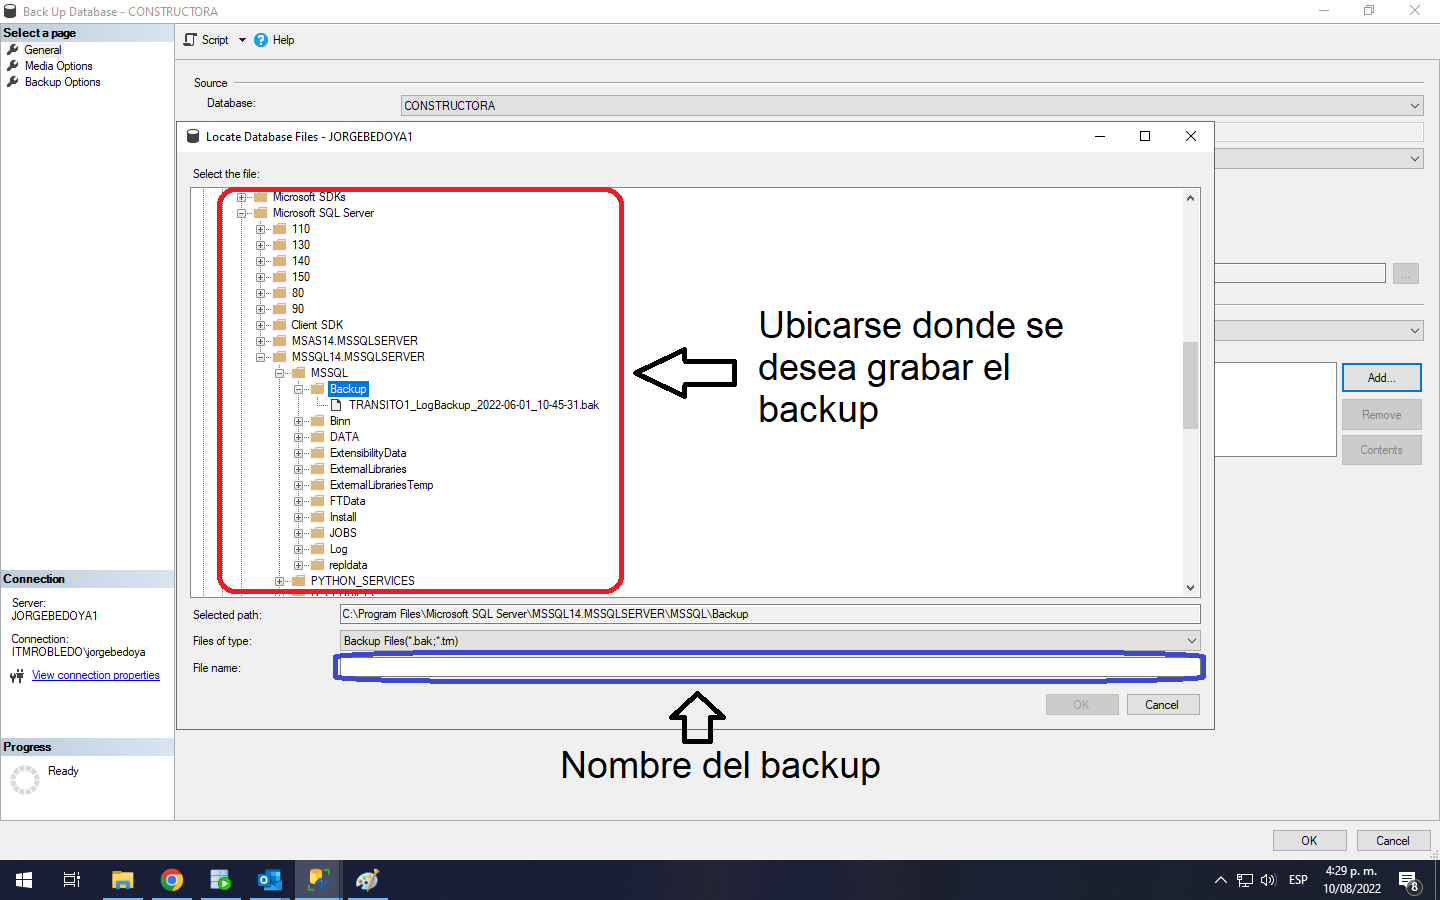 Back Up Database - CONSTRUCTORA
Select a page
General
Media Options
Backup Options
Script
Help
Source
Database:
CONSTRUCTORA
Locate Database Files - JORGEBEDOYA1
Select the file:
Microsoft SDKs
Microsoft SQL Server
110
130
140
150
80
90
Client SDK
MSAS14.MSSQLSERVER
MSSQL14.MSSQLSERVER
MSSQL
Backup
TRANSITO1_LogBackup_2022-06-01_10-45-31.bak
Binn
DATA
ExtensibilityData
ExternalLibraries
ExternalLibrariesTemp
FTData
Install
JOBS
Log
repldata
PYTHON_SERVICES
Ubicarse donde se
desea grabar el
backup
...
Add...
Remove
Contents
Selected path:
C:\Program Files\Microsoft SQL Server\MSSQL14.MSSQLSERVER\MSSQL\Backup
Files of type:
Backup Files(*.bak;*.trn)
File name:
OK
Cancel
Nombre del backup
Connection
Server:
JORGEBEDOYA1
Connection:
ITMROBLEDO\jorgebedoya
View connection properties
Progress
Ready
OK
Cancel
ESP
4:29 p. m.
10/08/2022
8